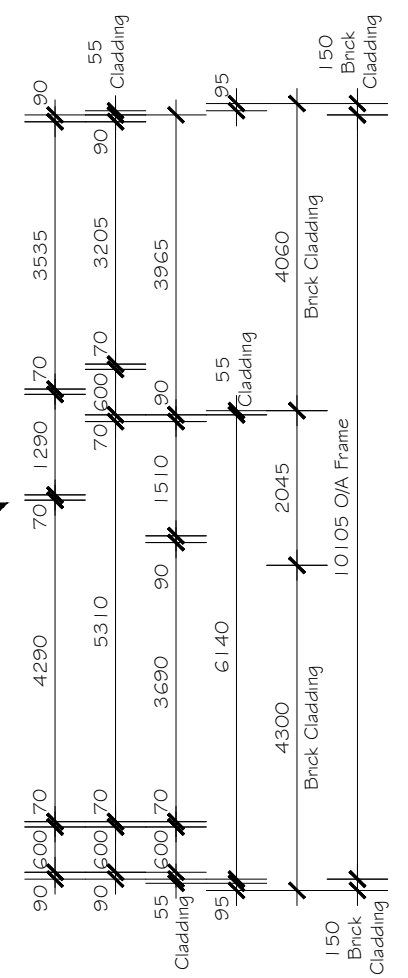 90 600 70 4290 70 1290 70 3535 90
90 600 70 5310 70 600 70 3205 90 55
Cladding
55 600 70 3690 90 1510 90 3965
Cladding
95 6140 55 95
Cladding
4300 2045 4060
Brick Cladding Brick Cladding
150 10105 O/A Frame 150
Brick Brick
Cladding Cladding